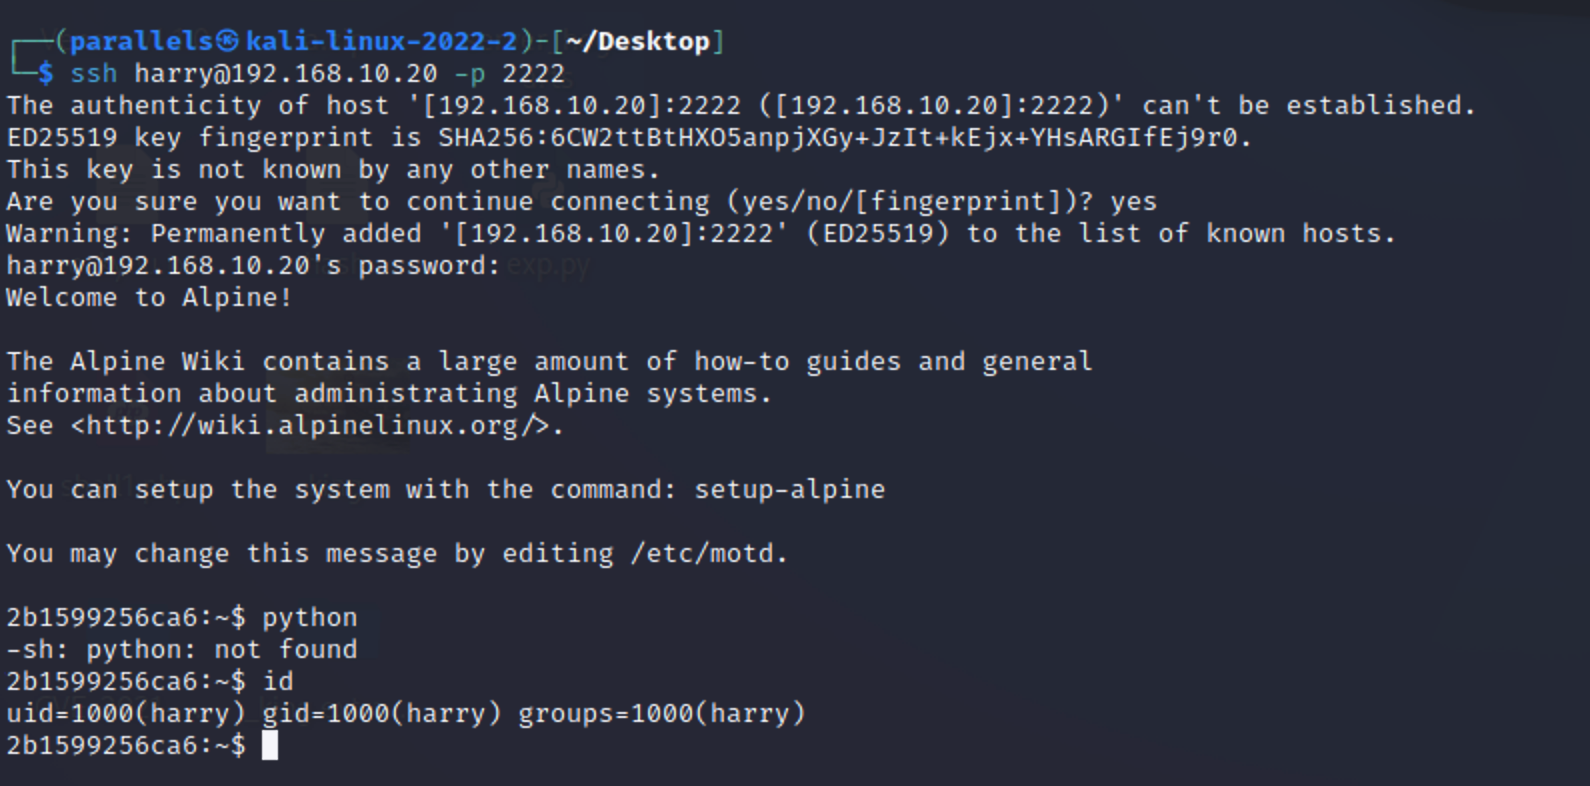 ┌──(parallels㉿kali-linux-2022-2)-[~/Desktop]
└─$ ssh harry@192.168.10.20 -p 2222
The authenticity of host '[192.168.10.20]:2222 ([192.168.10.20]:2222)' can't be established.
ED25519 key fingerprint is SHA256:6CW2ttBtHXO5anpjXGy+JzIt+kEjx+YHsARGIfEj9r0.
This key is not known by any other names.
Are you sure you want to continue connecting (yes/no/[fingerprint])? yes
Warning: Permanently added '[192.168.10.20]:2222' (ED25519) to the list of known hosts.
harry@192.168.10.20's password:
exp.py
Welcome to Alpine!
The Alpine Wiki contains a large amount of how-to guides and general
information about administrating Alpine systems.
See <http://wiki.alpinelinux.org/>.
You can setup the system with the command: setup-alpine
You may change this message by editing /etc/motd.
2b1599256ca6:~$ python
-sh: python: not found
2b1599256ca6:~$ id
uid=1000(harry) gid=1000(harry) groups=1000(harry)
2b1599256ca6:~$